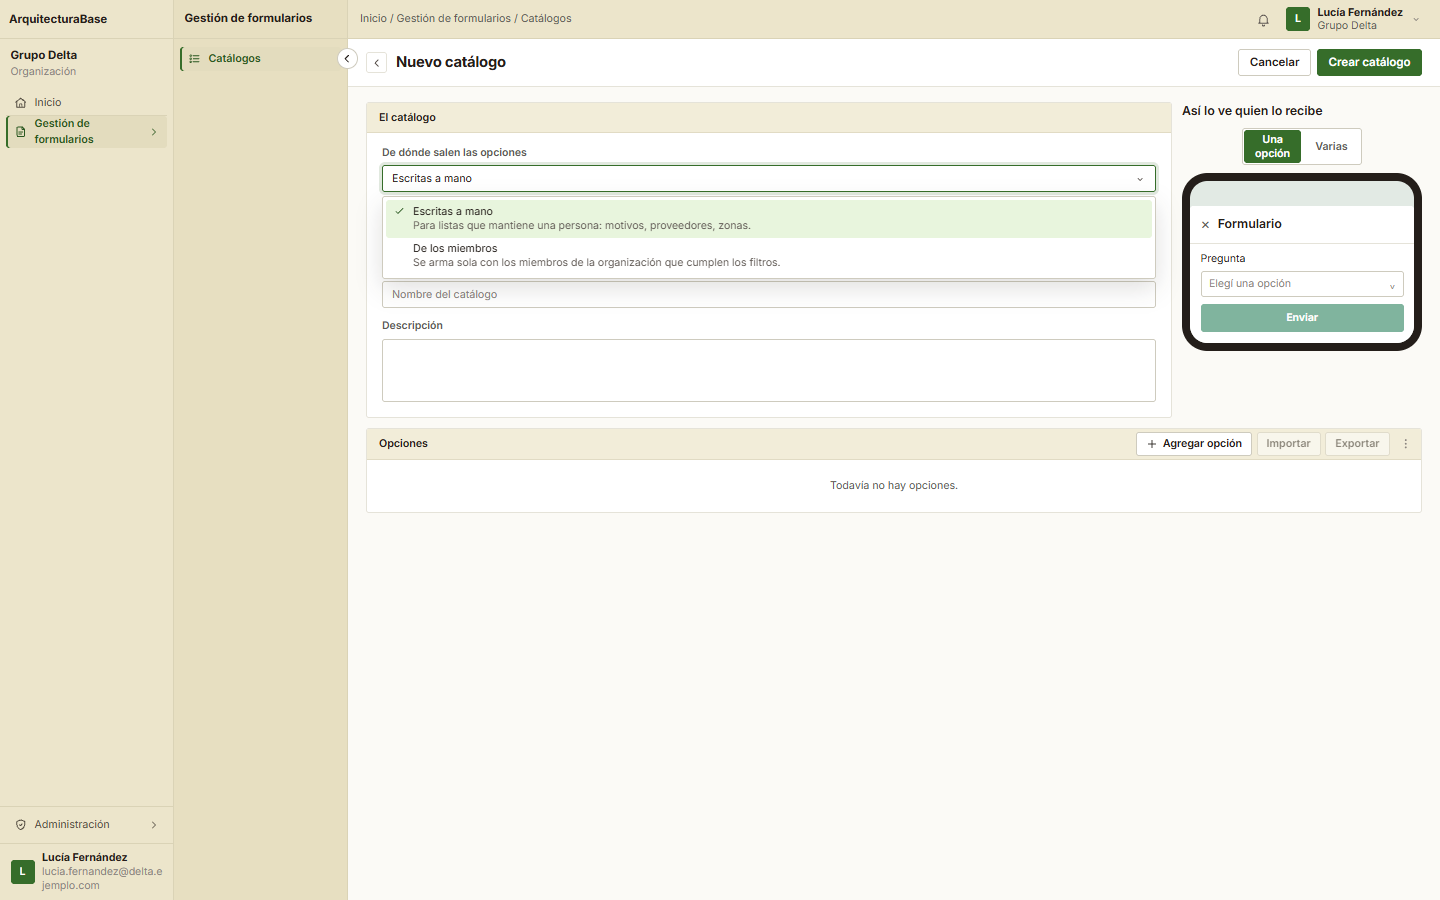 ArquitecturaBase
Grupo Delta
Organización
Inicio
Gestión de
formularios
Administración
L
Lucía Fernández
lucia.fernandez@delta.e
jemplo.com
Gestión de formularios
Catálogos
Inicio / Gestión de formularios / Catálogos
L
Lucía Fernández
Grupo Delta
Nuevo catálogo
Cancelar
Crear catálogo
El catálogo
De dónde salen las opciones
Escritas a mano
Escritas a mano
Para listas que mantiene una persona: motivos, proveedores, zonas.
De los miembros
Se arma sola con los miembros de la organización que cumplen los filtros.
Nombre del catálogo
Descripción
Así lo ve quien lo recibe
Una
opción
Varias
Formulario
Pregunta
Elegí una opción
Enviar
Opciones
Agregar opción
Importar
Exportar
Todavía no hay opciones.